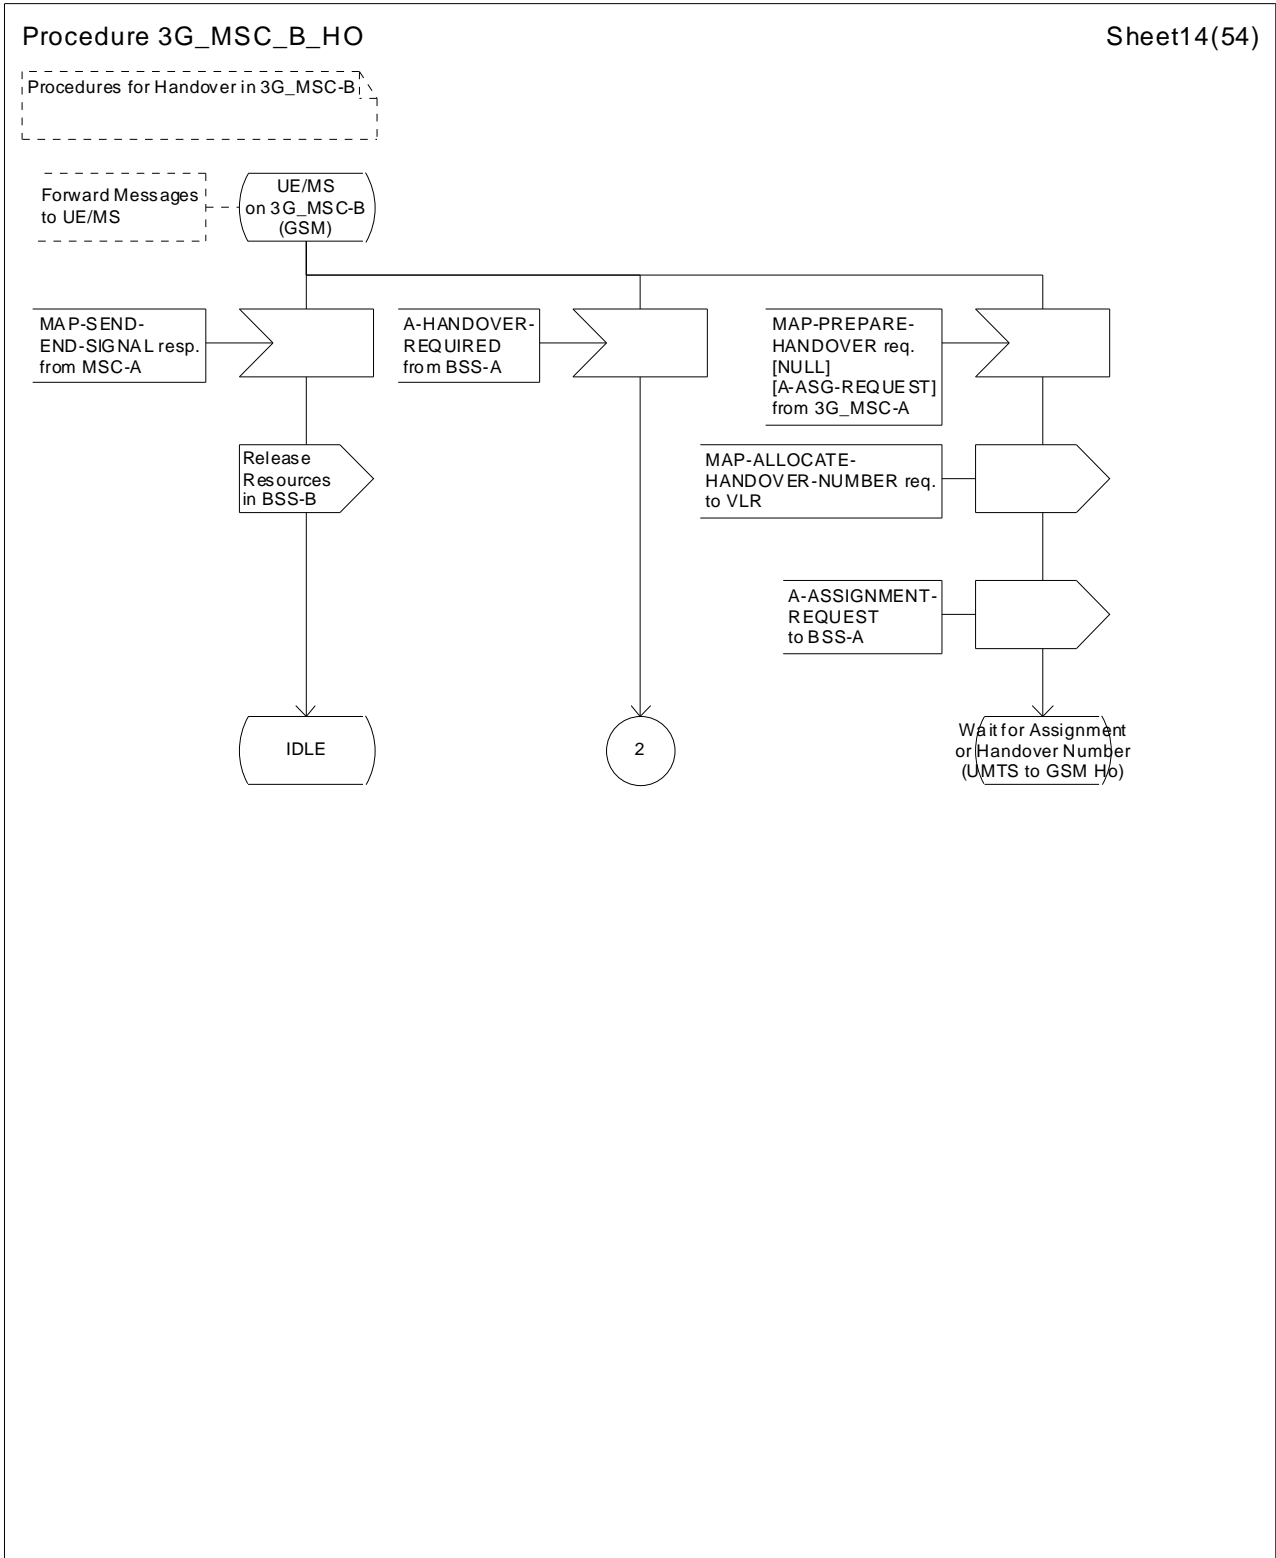 Procedure 3G_MSC_B_HO
Sheet14(54)
Procedures for Handover in 3G_MSC-B
Forward Messages
to UE/MS
UE/MS
on 3G_MSC-B
(GSM)
MAP-SEND-
END-SIGNAL resp.
from MSC-A
A-HANDOVER-
REQUIRED
from BSS-A
MAP-PREPARE-
HANDOVER req.
[NULL]
[A-ASG-REQUEST]
from 3G_MSC-A
Release
Resources
in BSS-B
MAP-ALLOCATE-
HANDOVER-NUMBER req.
to VLR
A-ASSIGNMENT-
REQUEST
to BSS-A
IDLE
2
Wait for Assignment
or Handover Number
(UMTS to GSM Ho)